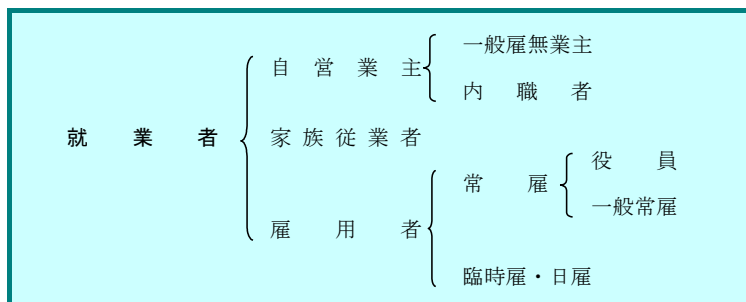 一般雇無業主
自営業主
内職者
就業者
家族従業者
役員
常雇
一般常雇
雇用者
臨時雇・日雇